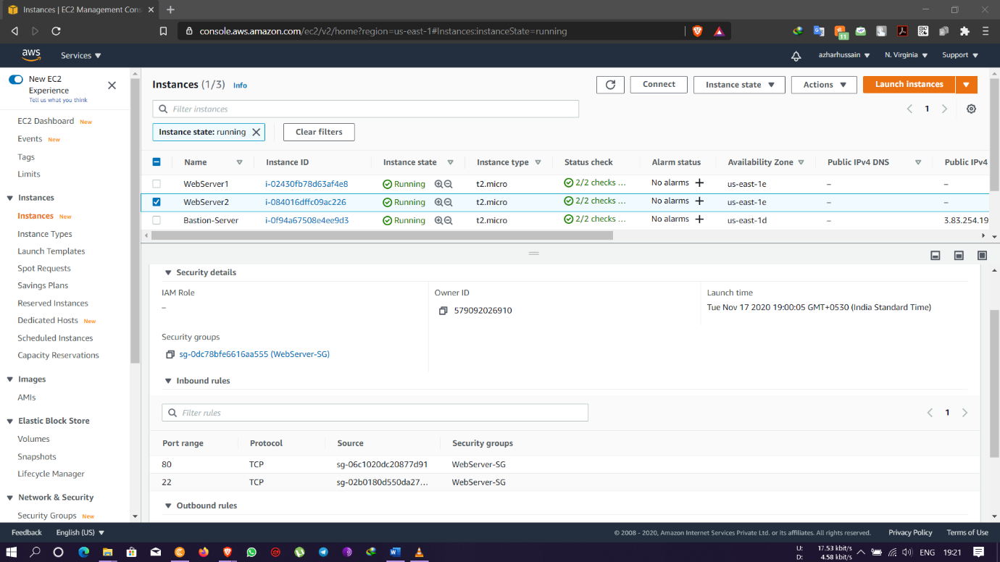 Instances | EC2 Management Cons
console.aws.amazon.com/ec2/v2/home?region=us-east-1#Instances:instanceState=running
11
aws Services azharhussain N. Virginia Support
New EC2 Experience
Tell us what you think
EC2 Dashboard New
Events New
Tags
Limits
Instances
Instances New
Instance Types
Launch Templates
Spot Requests
Savings Plans
Reserved Instances
Dedicated Hosts New
Scheduled Instances
Capacity Reservations
Images
AMIs
Elastic Block Store
Volumes
Snapshots
Lifecycle Manager
Network & Security
Security Groups New
Instances (1/3) Info
Connect Instance state Actions Launch instances
Filter instances
1
Instance state: running Clear filters
Name Instance ID Instance state Instance type Status check Alarm status Availability Zone Public IPv4 DNS Public IPv4
WebServer1 i-02430fb78d63af4e8 Running t2.micro 2/2 checks ... No alarms + us-east-1e – –
WebServer2 i-084016dffc09ac226 Running t2.micro 2/2 checks ... No alarms + us-east-1e – –
Bastion-Server i-0f94a67508e4ee9d3 Running t2.micro 2/2 checks ... No alarms + us-east-1d – 3.83.254.19
Security details
IAM Role Owner ID Launch time
– 579092026910 Tue Nov 17 2020 19:00:05 GMT+0530 (India Standard Time)
Security groups
sg-0dc78bfe6616aa555 (WebServer-SG)
Inbound rules
Filter rules
1
Port range Protocol Source Security groups
80 TCP sg-06c1020dc20877d91 WebServer-SG
22 TCP sg-02b0180d550da27... WebServer-SG
Outbound rules
Feedback English (US) © 2008 - 2020, Amazon Internet Services Private Ltd. or its affiliates. All rights reserved. Privacy Policy Terms of Use
U: 17.53 kbit/s
D: 4.58 kbit/s
ENG 19:21